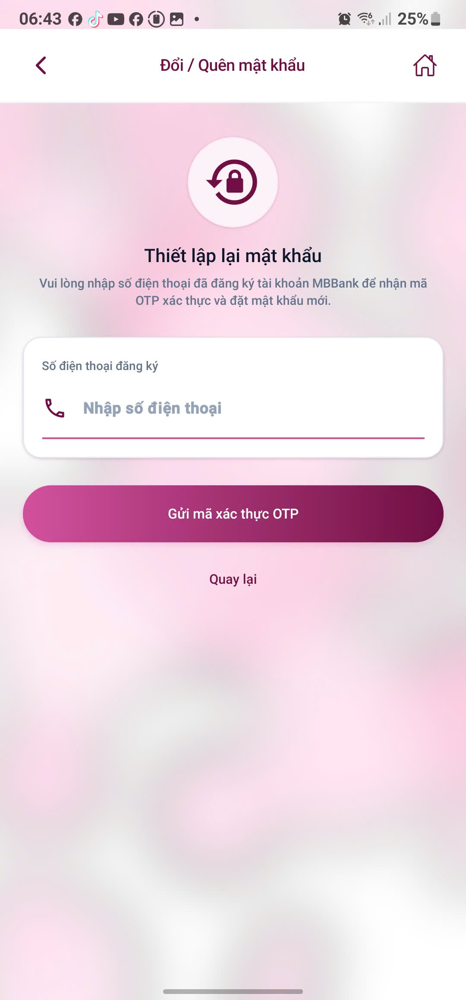 06:43
25%
Đổi / Quên mật khẩu
Thiết lập lại mật khẩu
Vui lòng nhập số điện thoại đã đăng ký tài khoản MBBank để nhận mã
OTP xác thực và đặt mật khẩu mới.
Số điện thoại đăng ký
Nhập số điện thoại
Gửi mã xác thực OTP
Quay lại